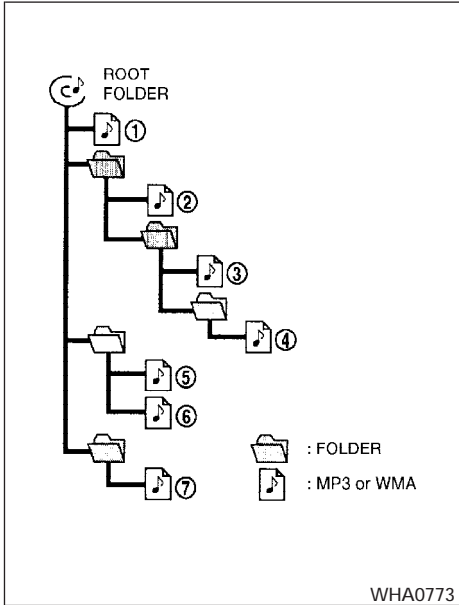 ROOT
FOLDER
①
②
③
④
⑤
⑥
⑦
: FOLDER
: MP3 or WMA
WHA0773